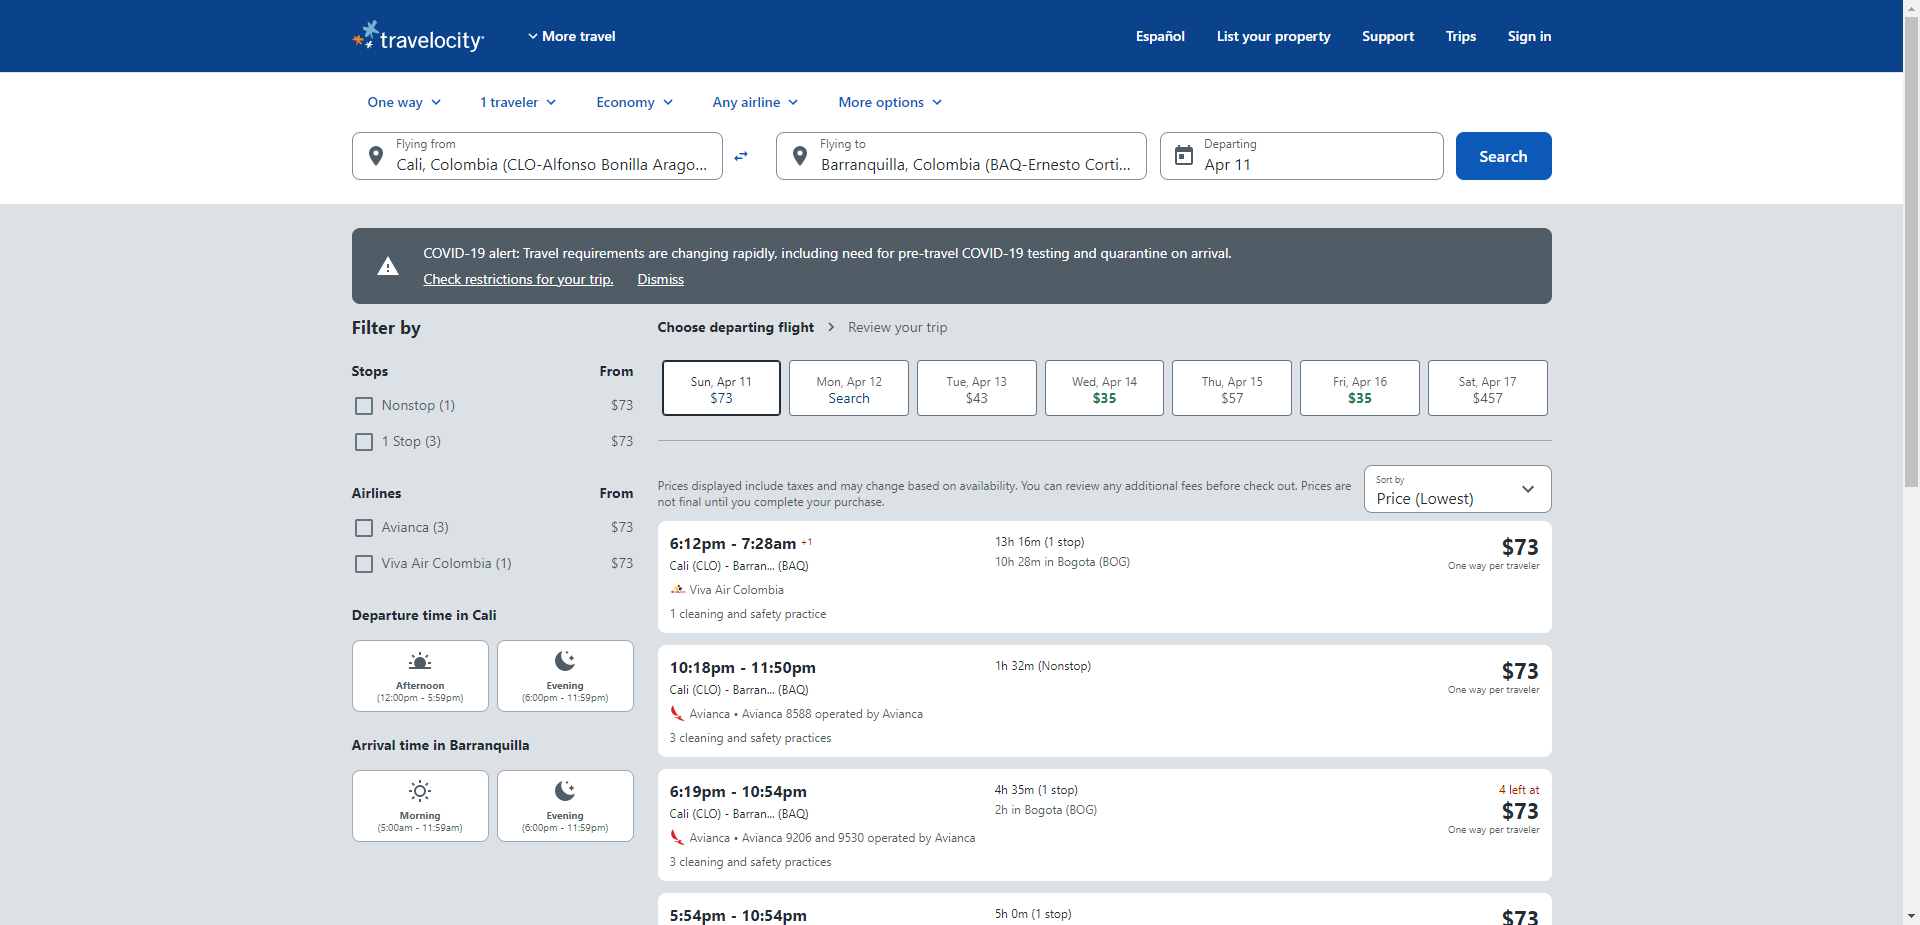 travelocity
More travel
Español
List your property
Support
Trips
Sign in
One way
1 traveler
Economy
Any airline
More options
Flying from
Cali, Colombia (CLO-Alfonso Bonilla Arago...
Flying to
Barranquilla, Colombia (BAQ-Ernesto Corti...
Departing
Apr 11
Search
COVID-19 alert: Travel requirements are changing rapidly, including need for pre-travel COVID-19 testing and quarantine on arrival.
Check restrictions for your trip.
Dismiss
Filter by
Stops
From
Nonstop (1)
$73
1 Stop (3)
$73
Airlines
From
Avianca (3)
$73
Viva Air Colombia (1)
$73
Departure time in Cali
Afternoon
(12:00pm - 5:59pm)
Evening
(6:00pm - 11:59pm)
Arrival time in Barranquilla
Morning
(5:00am - 11:59am)
Evening
(6:00pm - 11:59pm)
Choose departing flight
Review your trip
Sun, Apr 11
$73
Mon, Apr 12
Search
Tue, Apr 13
$43
Wed, Apr 14
$35
Thu, Apr 15
$57
Fri, Apr 16
$35
Sat, Apr 17
$457
Prices displayed include taxes and may change based on availability. You can review any additional fees before check out. Prices are
not final until you complete your purchase.
Sort by
Price (Lowest)
6:12pm - 7:28am +1
Cali (CLO) - Barran... (BAQ)
Viva Air Colombia
1 cleaning and safety practice
13h 16m (1 stop)
10h 28m in Bogota (BOG)
$73
One way per traveler
10:18pm - 11:50pm
Cali (CLO) - Barran... (BAQ)
Avianca • Avianca 8588 operated by Avianca
3 cleaning and safety practices
1h 32m (Nonstop)
$73
One way per traveler
6:19pm - 10:54pm
Cali (CLO) - Barran... (BAQ)
Avianca • Avianca 9206 and 9530 operated by Avianca
3 cleaning and safety practices
4h 35m (1 stop)
2h in Bogota (BOG)
4 left at
$73
One way per traveler
5:54pm - 10:54pm
5h 0m (1 stop)
$73